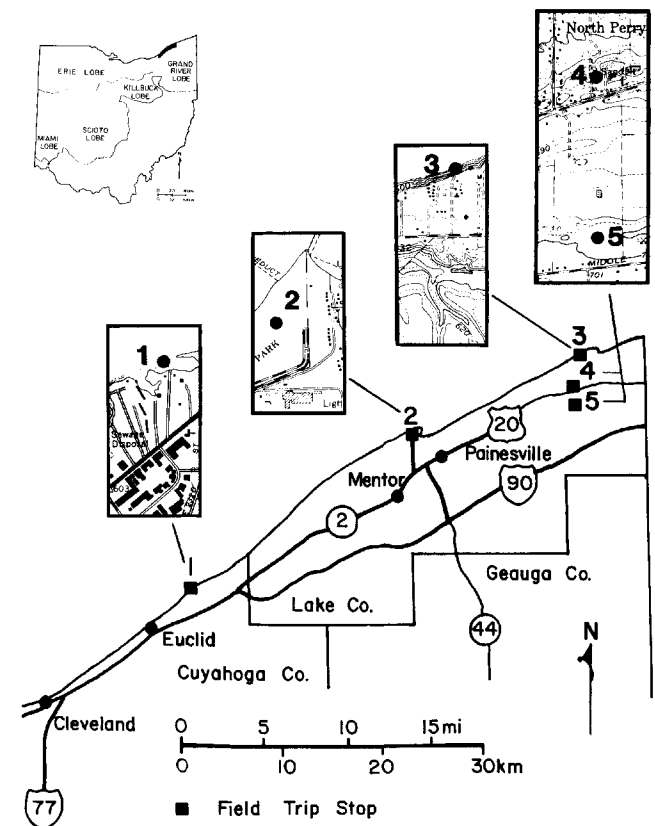 ERIE LOBE
GRAND
RIVER
LOBE
KILLBUCK
LOBE
SCIOTO
LOBE
MIAMI
LOBE
N
North Perry
4
5
MIDDLE
701
3
2
PARK
1
Sewage
Disposal
603
3
4
5
2
20
Painesville
Mentor
90
2
1
Geauga Co.
Lake Co.
44
N
Euclid
Cuyahoga Co.
Cleveland
0 5 10 15 mi
0 10 20 30 km
77
■ Field Trip Stop